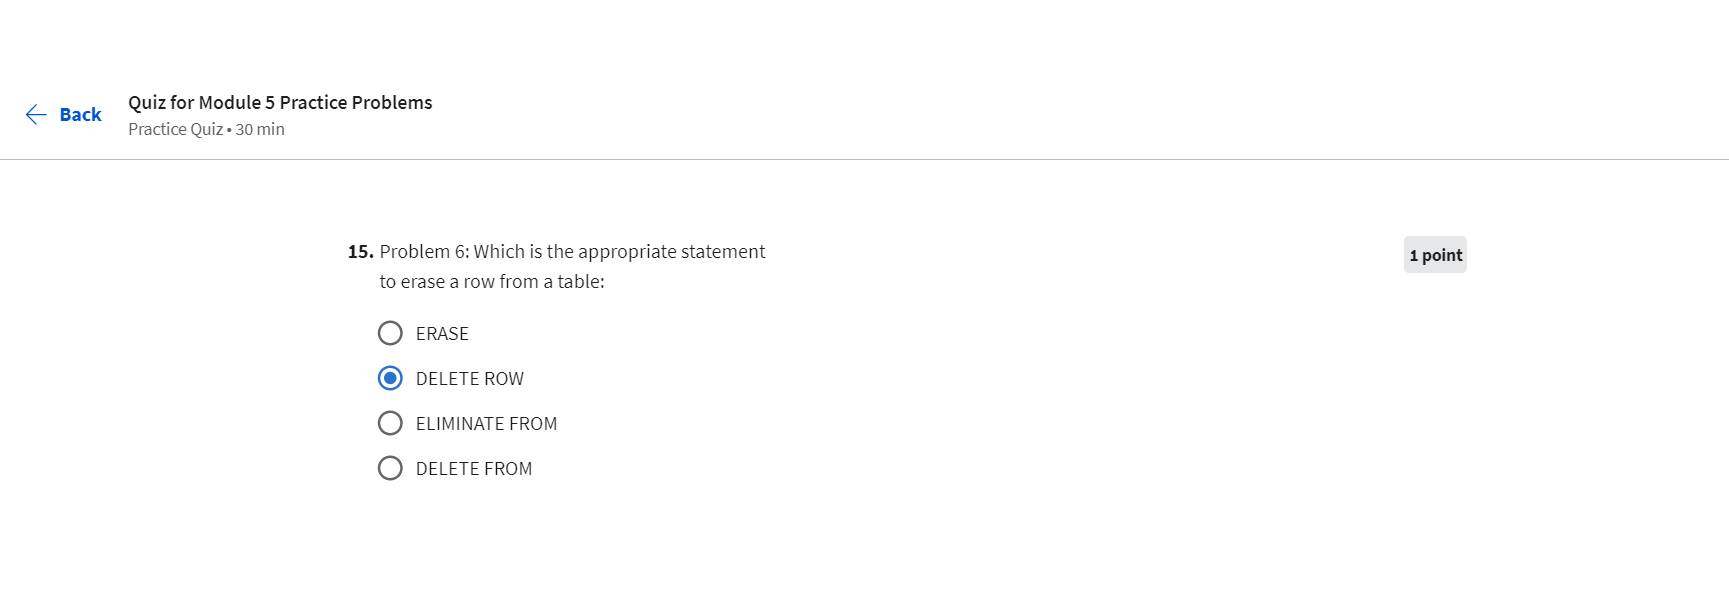 Back
Quiz for Module 5 Practice Problems
Practice Quiz • 30 min
15. Problem 6: Which is the appropriate statement
to erase a row from a table:
1 point
ERASE
DELETE ROW
ELIMINATE FROM
DELETE FROM